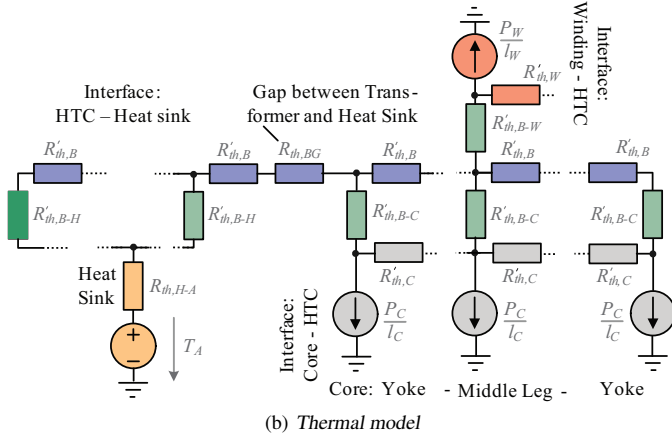 P_W
l_W
R'_th,W
Interface:
Winding - HTC
Interface:
HTC – Heat sink
Gap between Trans-
former and Heat Sink
R'_th,B-W
R'_th,B
R'_th,B
R_th,BG
R'_th,B
R'_th,B
R'_th,B
R'_th,B-H
R'_th,B-H
R'_th,B-C
R'_th,B-C
R'_th,B-C
Heat
Sink
R_th,H-A
R'_th,C
R'_th,C
R'_th,C
+
−
T_A
Interface:
Core - HTC
P_C
l_C
P_C
l_C
P_C
l_C
Core: Yoke - Middle Leg - Yoke
(b) Thermal model